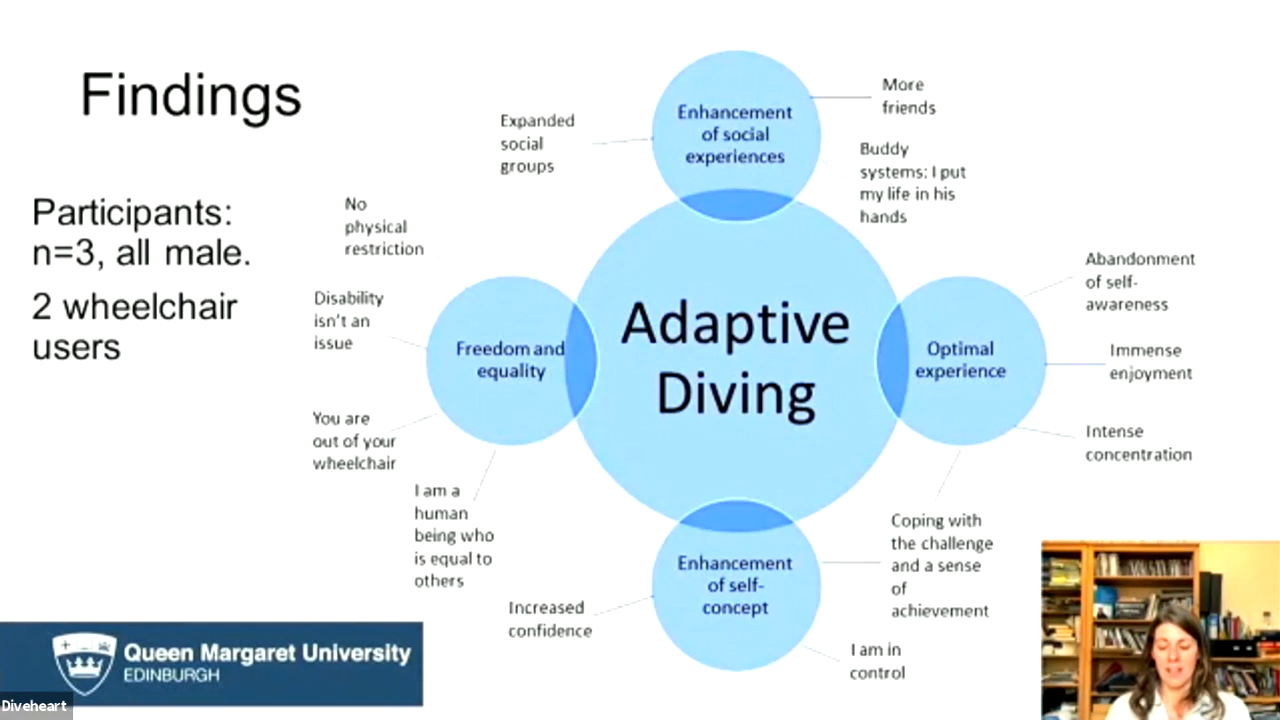 Findings
Participants:
n=3, all male.
2 wheelchair
users
Enhancement
of social
experiences
More
friends
Buddy
systems: I put
my life in his
hands
Expanded
social
groups
No
physical
restriction
Disability
isn't an
issue
Freedom and
equality
You are
out of your
wheelchair
I am a
human
being who
is equal to
others
Adaptive
Diving
Optimal
experience
Abandonment
of self-
awareness
Immense
enjoyment
Intense
concentration
Coping with
the challenge
and a sense
of
achievement
Enhancement
of self-
concept
Increased
confidence
I am in
control
Queen Margaret University
EDINBURGH
Diveheart